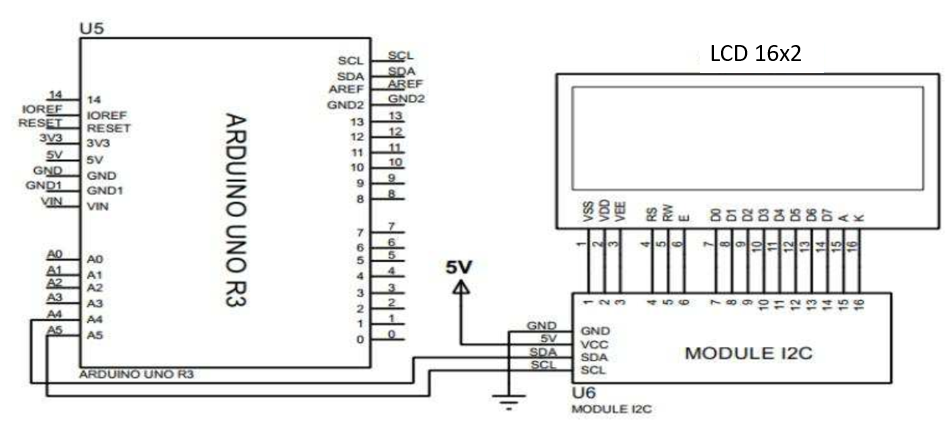 U5
14 14
IOREF IOREF
RESET RESET
3V3 3V3
5V 5V
GND GND
GND1 GND1
VIN VIN
A0 A0
A1 A1
A2 A2
A3 A3
A4 A4
A5 A5
ARDUINO UNO R3
SCL SCL
SDA SDA
AREF AREF
GND2 GND2
13 13
12 12
11 11
10 10
9 9
8 8
7 7
6 6
5 5
4 4
3 3
2 2
1 1
0 0
ARDUINO UNO R3
LCD 16x2
VSS VDD VEE RS RW E D0 D1 D2 D3 D4 D5 D6 D7 A K
1 2 3 4 5 6 7 8 9 10 11 12 13 14 15 16
1 2 3 4 5 6 7 8 9 10 11 12 13 14 15 16
5V
GND GND
5V VCC
SDA SDA
SCL SCL
MODULE I2C
U6
MODULE I2C